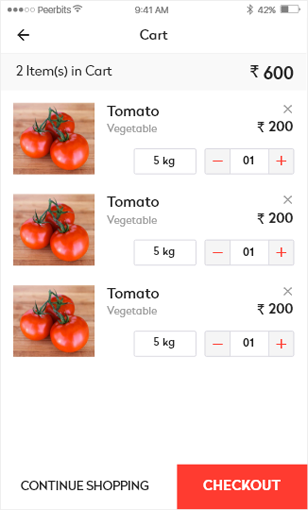 Peerbits 9:41 AM 42%
Cart
2 Item(s) in Cart ₹ 600
Tomato ×
Vegetable ₹ 200
5 kg — 01 +
Tomato ×
Vegetable ₹ 200
5 kg — 01 +
Tomato ×
Vegetable ₹ 200
5 kg — 01 +
CONTINUE SHOPPING CHECKOUT